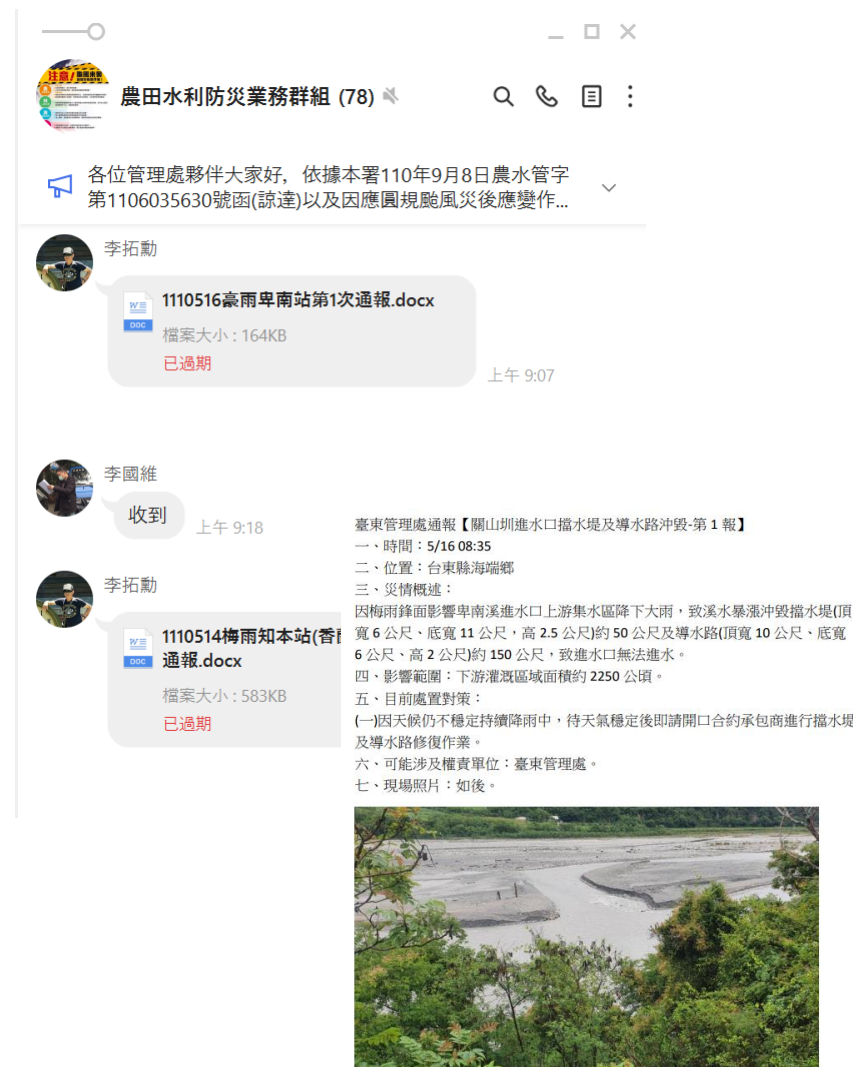 注意!
農田水利防災業務群組 (78)
各位管理處夥伴大家好，依據本署110年9月8日農水管字
第1106035630號函(諒達)以及因應圓規颱風災後應變作...
李拓勳
1110516豪雨卑南站第1次通報.docx
W
DOC
檔案大小 : 164KB
已過期
上午 9:07
李國維
收到
上午 9:18
李拓勳
1110514梅雨知本站(香
通報.docx
W
DOC
檔案大小 : 583KB
已過期
臺東管理處通報【關山圳進水口擋水堤及導水路沖毀-第 1 報】
一、時間：5/16 08:35
二、位置：台東縣海端鄉
三、災情概述：
因梅雨鋒面影響卑南溪進水口上游集水區降下大雨，致溪水暴漲沖毀擋水堤(頂
寬 6 公尺、底寬 11 公尺，高 2.5 公尺)約 50 公尺及導水路(頂寬 10 公尺、底寬
6 公尺、高 2 公尺)約 150 公尺，致進水口無法進水。
四、影響範圍：下游灌溉區域面積約 2250 公頃。
五、目前處置對策：
(一)因天候仍不穩定持續降雨中，待天氣穩定後即請開口合約承包商進行擋水堤
及導水路修復作業。
六、可能涉及權責單位：臺東管理處。
七、現場照片：如後。